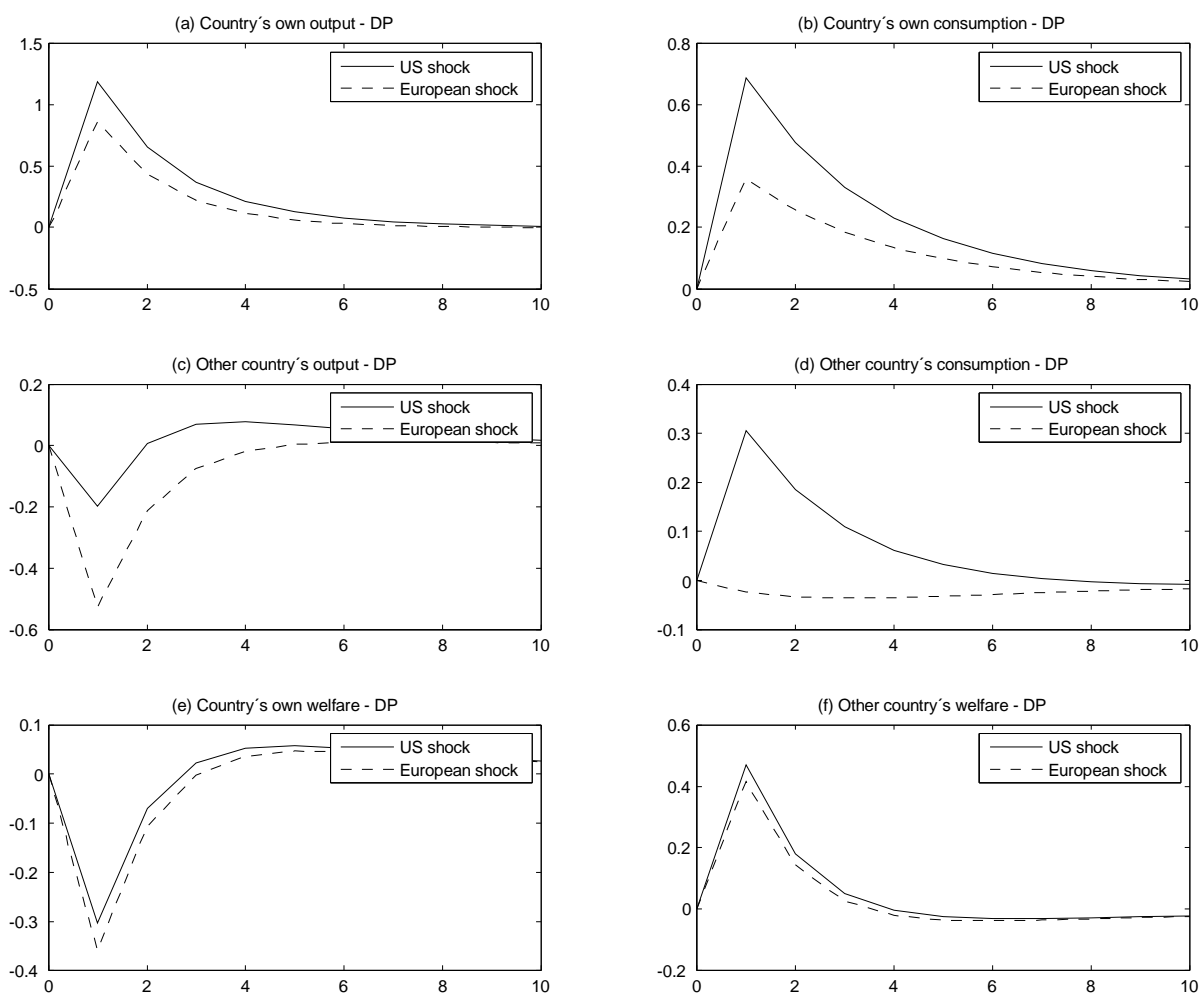 (a) Country´s own output - DP
1.5
1
0.5
0
-0.5
0 2 4 6 8 10
US shock
European shock
(b) Country´s own consumption - DP
0.8
0.6
0.4
0.2
0
0 2 4 6 8 10
US shock
European shock
(c) Other country´s output - DP
0.2
0
-0.2
-0.4
-0.6
0 2 4 6 8 10
US shock
European shock
(d) Other country´s consumption - DP
0.4
0.3
0.2
0.1
0
-0.1
0 2 4 6 8 10
US shock
European shock
(e) Country´s own welfare - DP
0.1
0
-0.1
-0.2
-0.3
-0.4
0 2 4 6 8 10
US shock
European shock
(f) Other country´s welfare - DP
0.6
0.4
0.2
0
-0.2
0 2 4 6 8 10
US shock
European shock